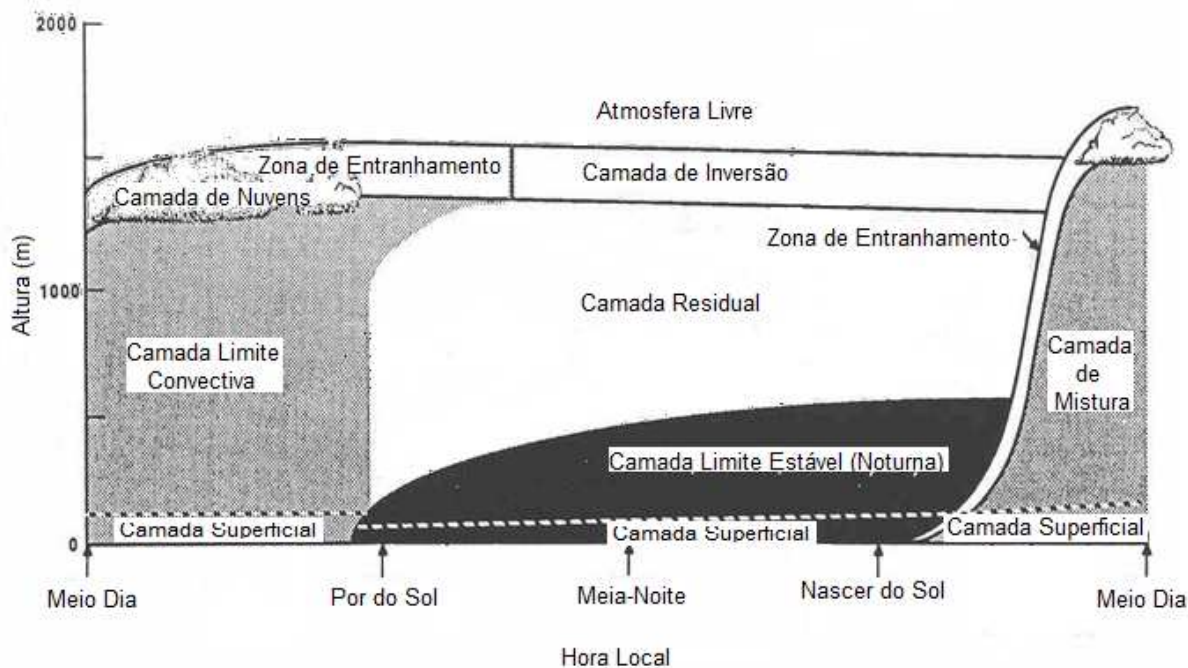 2000
Atmosfera Livre
Zona de Entranhamento
Camada de Inversão
Camada de Nuvens
Zona de Entranhamento
Altura (m)
1000
Camada Residual
Camada Limite
Convectiva
Camada
de
Mistura
Camada Limite Estável (Noturna)
Camada Superficial
Camada Superficial
Camada Superficial
0
Meio Dia
Por do Sol
Meia-Noite
Nascer do Sol
Meio Dia
Hora Local